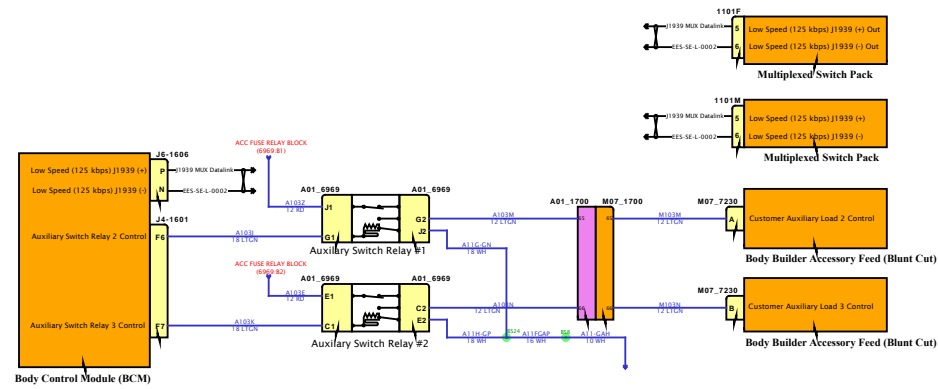 1101F
J1939 MUX Datalink
5
Low Speed (125 kbps) J1939 (+) Out
EES-SE-L-0002
6
Low Speed (125 kbps) J1939 (-) Out
Multiplexed Switch Pack
1101M
J1939 MUX Datalink
5
Low Speed (125 kbps) J1939 (+)
EES-SE-L-0002
6
Low Speed (125 kbps) J1939 (-)
Multiplexed Switch Pack
J6-1606
Low Speed (125 kbps) J1939 (+)
P
J1939 MUX Datalink
Low Speed (125 kbps) J1939 (-)
N
EES-SE-L-0002
J4-1601
Auxiliary Switch Relay 2 Control
F6
A103J
18 LTGN
Auxiliary Switch Relay 3 Control
F7
A103K
18 LTGN
Body Control Module (BCM)
ACC FUSE RELAY BLOCK
(6969:B1)
A103Z
12 RD
A01_6969
A01_6969
J1
G1
G2
J2
Auxilary Switch Relay #1
ACC FUSE RELAY BLOCK
(6969:B2)
A103E
12 RD
A01_6969
A01_6969
E1
C1
C2
E2
Auxilary Switch Relay #2
A103M
12 LTGN
A11G-GN
18 WH
A103N
12 LTGN
A11H-GP
18 WH
A11FGAP
16 WH
A11-GAH
10 WH
A01_1700
M07_1700
65
65
66
66
M103M
12 LTGN
M103N
12 LTGN
M07_7230
A
Customer Auxiliary Load 2 Control
Body Builder Accessory Feed (Blunt Cut)
M07_7230
B
Customer Auxiliary Load 3 Control
Body Builder Accessory Feed (Blunt Cut)